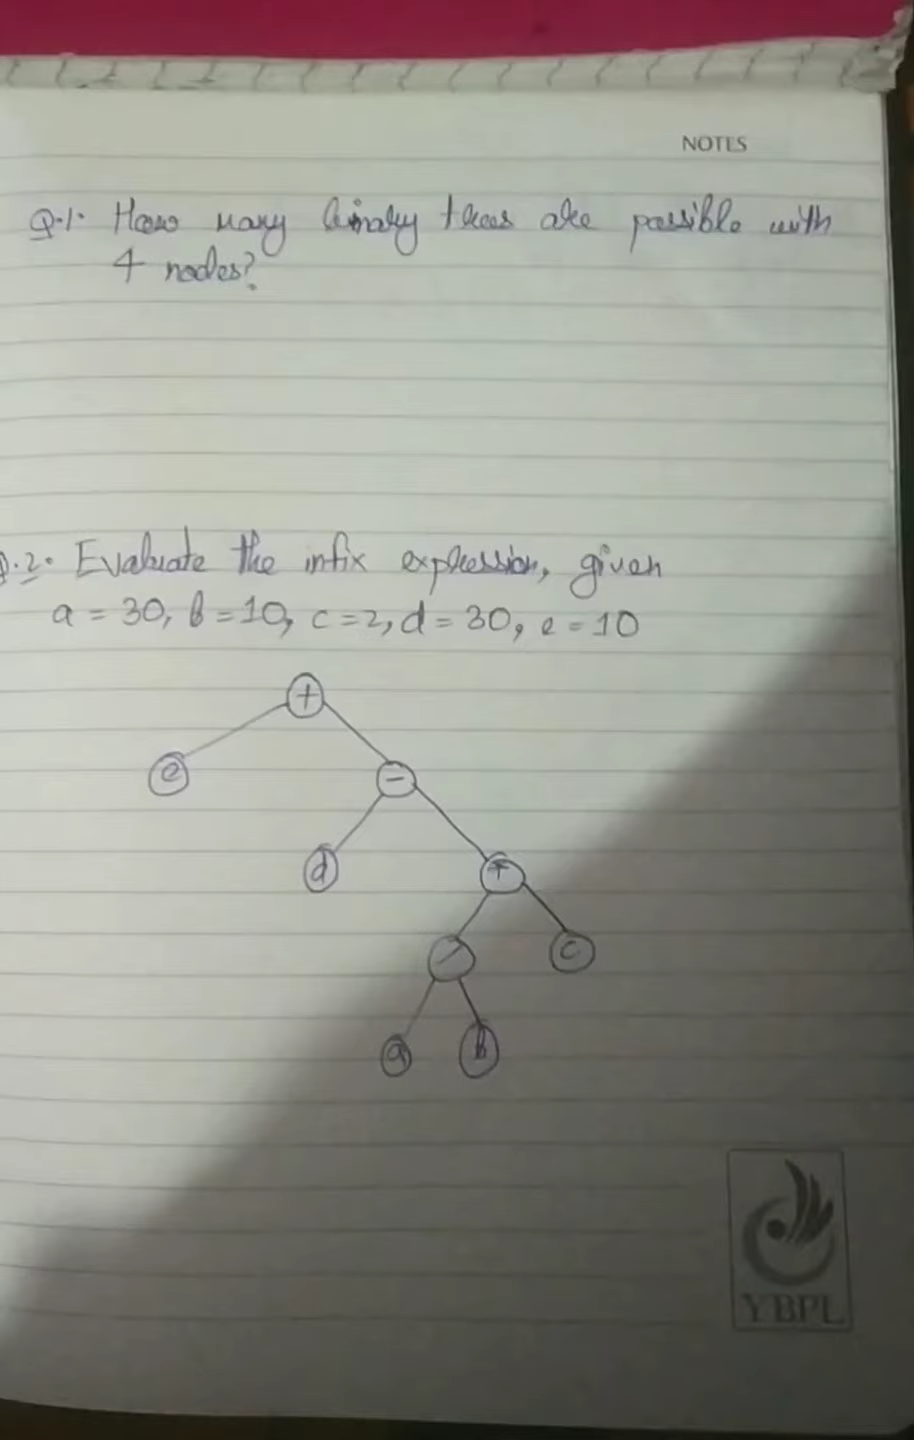 NOTES
Q.1. How many binary trees are possible with
4 nodes?
Q.2. Evaluate the infix expression, given
a = 30, b = 10, c = 2, d = 30, e = 10
+
e -
d
/ c
a b
YBPL